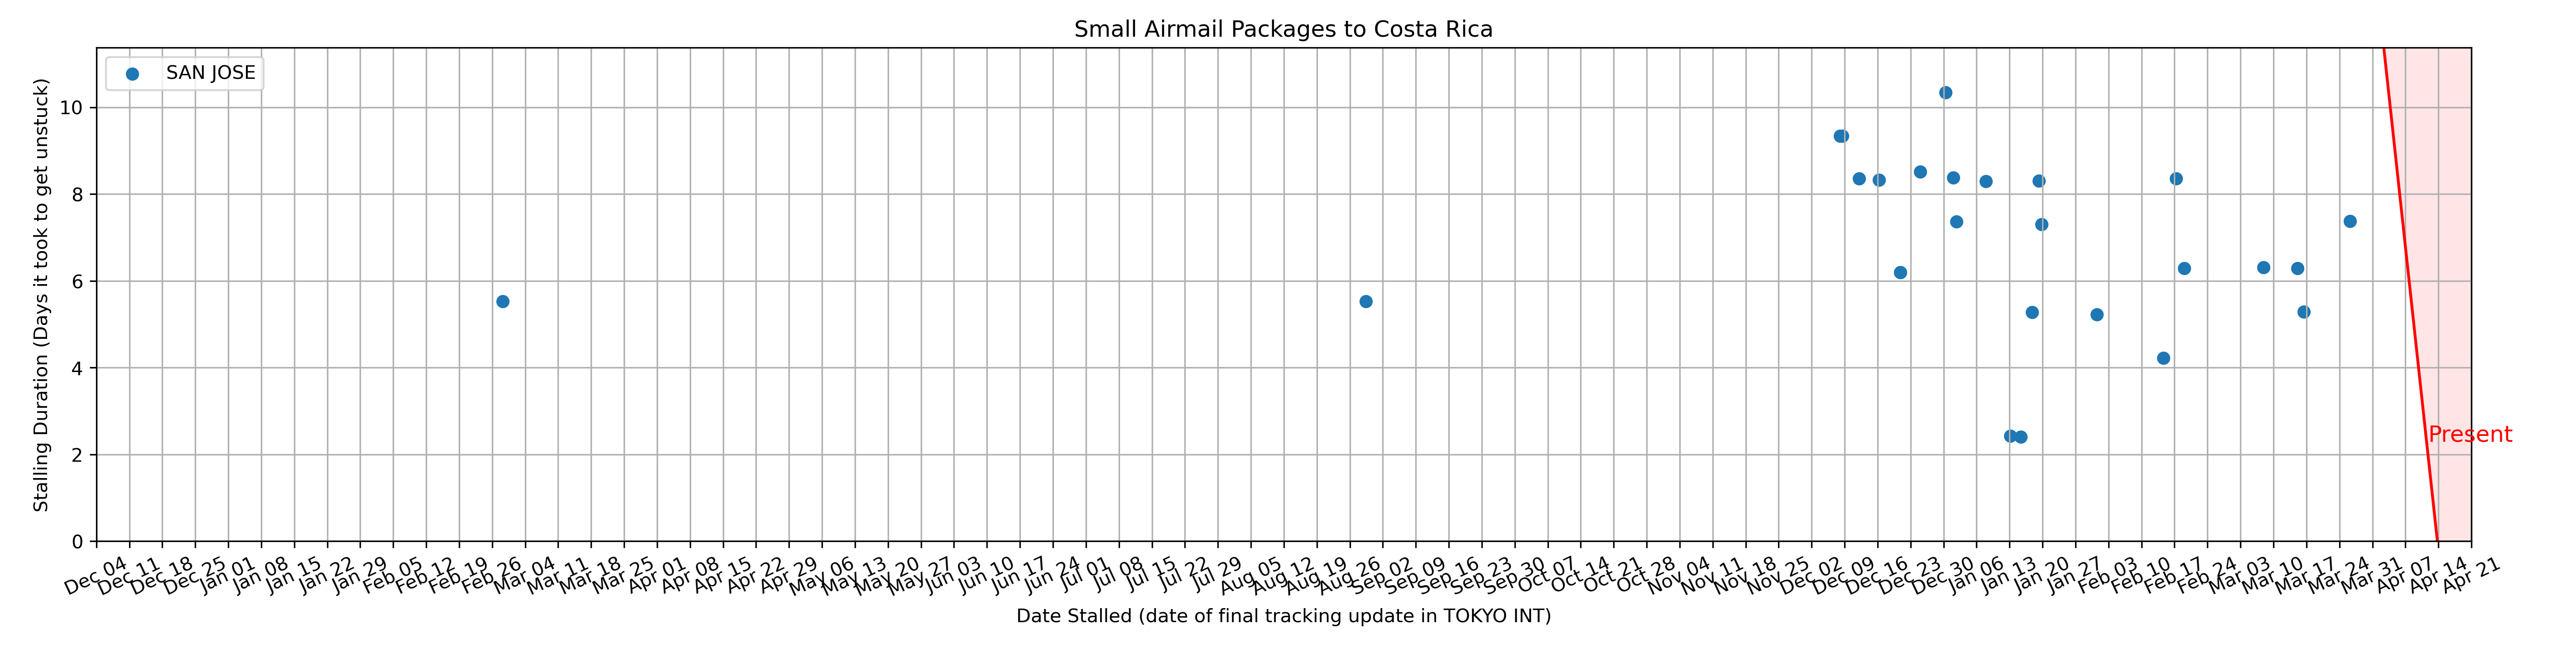 Small Airmail Packages to Costa Rica
SAN JOSE
Stalling Duration (Days it took to get unstuck)
10
8
6
4
2
0
Present
Dec 04
Dec 11
Dec 18
Dec 25
Jan 01
Jan 08
Jan 15
Jan 22
Jan 29
Feb 05
Feb 12
Feb 19
Feb 26
Mar 04
Mar 11
Mar 18
Mar 25
Apr 01
Apr 08
Apr 15
Apr 22
Apr 29
May 06
May 13
May 20
May 27
Jun 03
Jun 10
Jun 17
Jun 24
Jul 01
Jul 08
Jul 15
Jul 22
Jul 29
Aug 05
Aug 12
Aug 19
Aug 26
Sep 02
Sep 09
Sep 16
Sep 23
Sep 30
Oct 07
Oct 14
Oct 21
Oct 28
Nov 04
Nov 11
Nov 18
Nov 25
Dec 02
Dec 09
Dec 16
Dec 23
Dec 30
Jan 06
Jan 13
Jan 20
Jan 27
Feb 03
Feb 10
Feb 17
Feb 24
Mar 03
Mar 10
Mar 17
Mar 24
Mar 31
Apr 07
Apr 14
Apr 21
Date Stalled (date of final tracking update in TOKYO INT)